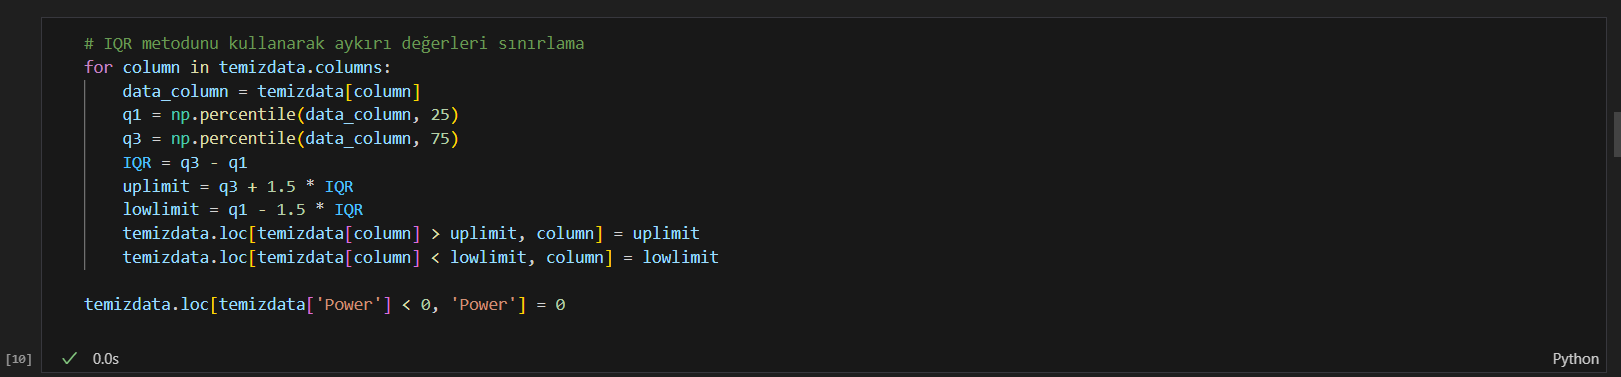 # IQR metodunu kullanarak aykırı değerleri sınırlama
for column in temizdata.columns:
    data_column = temizdata[column]
    q1 = np.percentile(data_column, 25)
    q3 = np.percentile(data_column, 75)
    IQR = q3 - q1
    uplimit = q3 + 1.5 * IQR
    lowlimit = q1 - 1.5 * IQR
    temizdata.loc[temizdata[column] > uplimit, column] = uplimit
    temizdata.loc[temizdata[column] < lowlimit, column] = lowlimit
temizdata.loc[temizdata['Power'] < 0, 'Power'] = 0
[10] 0.0s Python